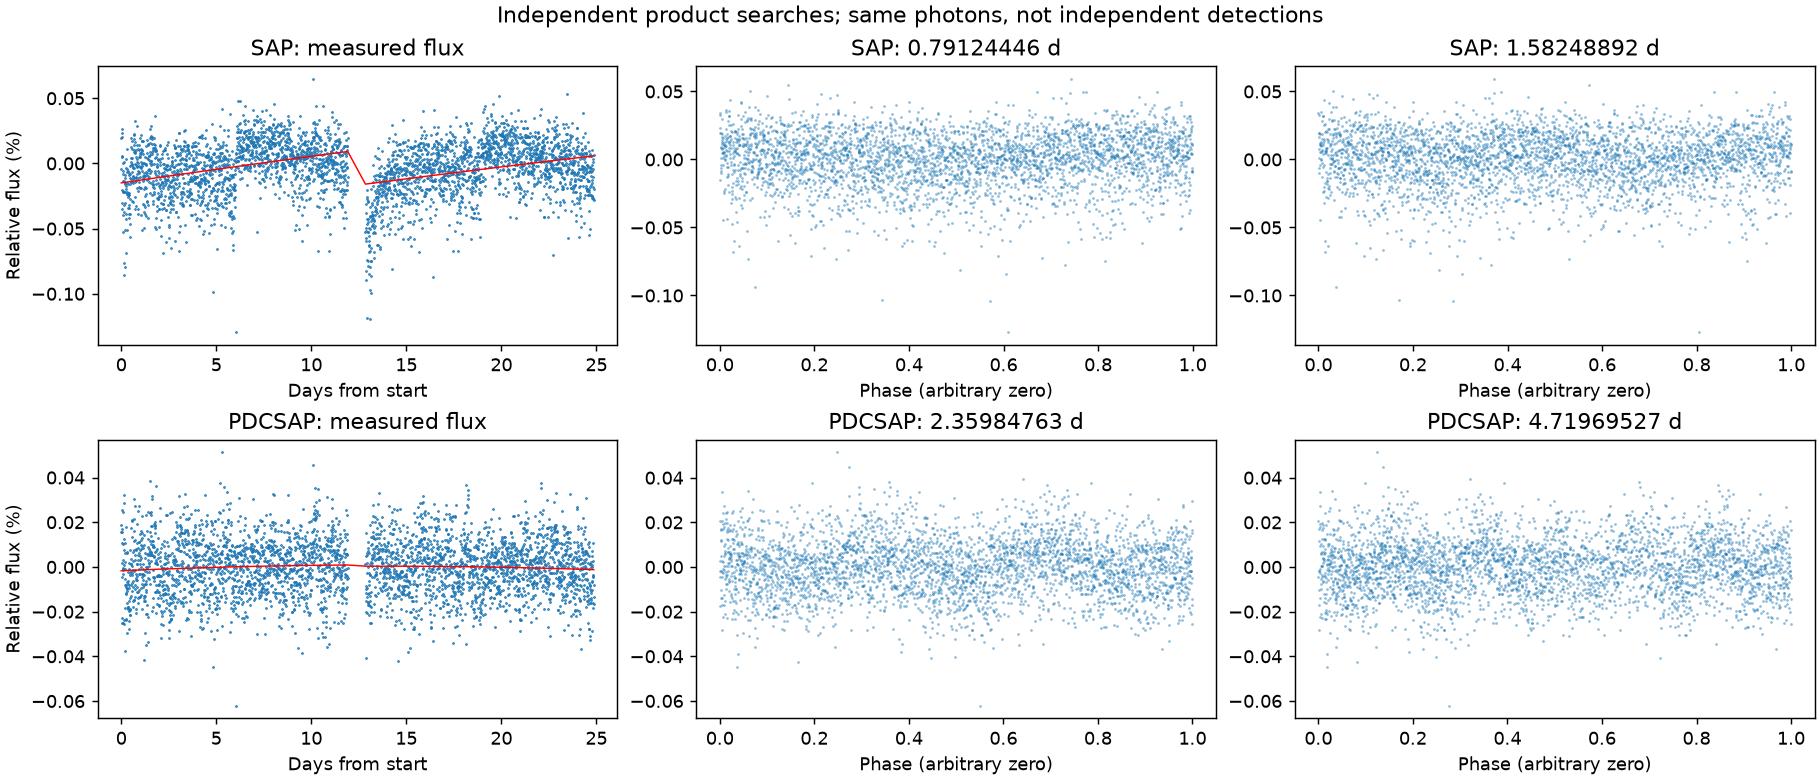 Independent product searches; same photons, not independent detections
SAP: measured flux
Relative flux (%)
0.05
0.00
−0.05
−0.10
0 5 10 15 20 25
Days from start
SAP: 0.79124446 d
0.05
0.00
−0.05
−0.10
0.0 0.2 0.4 0.6 0.8 1.0
Phase (arbitrary zero)
SAP: 1.58248892 d
0.05
0.00
−0.05
−0.10
0.0 0.2 0.4 0.6 0.8 1.0
Phase (arbitrary zero)
PDCSAP: measured flux
Relative flux (%)
0.04
0.02
0.00
−0.02
−0.04
−0.06
0 5 10 15 20 25
Days from start
PDCSAP: 2.35984763 d
0.04
0.02
0.00
−0.02
−0.04
−0.06
0.0 0.2 0.4 0.6 0.8 1.0
Phase (arbitrary zero)
PDCSAP: 4.71969527 d
0.04
0.02
0.00
−0.02
−0.04
−0.06
0.0 0.2 0.4 0.6 0.8 1.0
Phase (arbitrary zero)